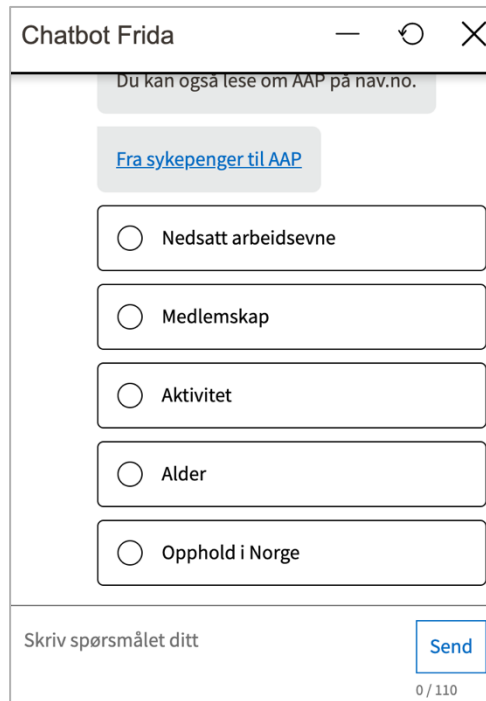 Chatbot Frida
Du kan også lese om AAP på nav.no.
Fra sykepenger til AAP
Nedsatt arbeidsevne
Medlemskap
Aktivitet
Alder
Opphold i Norge
Skriv spørsmålet ditt
Send
0 / 110